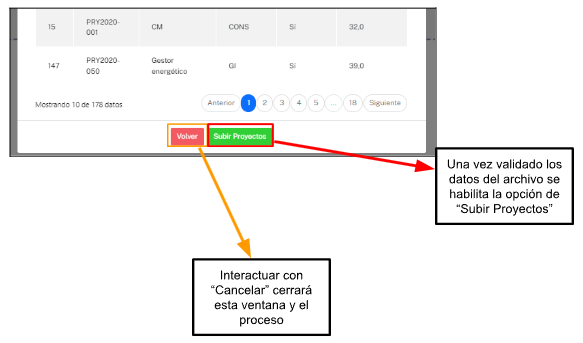 15 PRY2020-001 CM CONS Sí 32,0
147 PRY2020-050 Gestor energético GI Sí 39,0
Mostrando 10 de 178 datos Anterior 1 2 3 4 5 ... 18 Siguiente
Volver Subir Proyectos
Una vez validado los
datos del archivo se
habilita la opción de
“Subir Proyectos”
Interactuar con
“Cancelar” cerrará
esta ventana y el
proceso